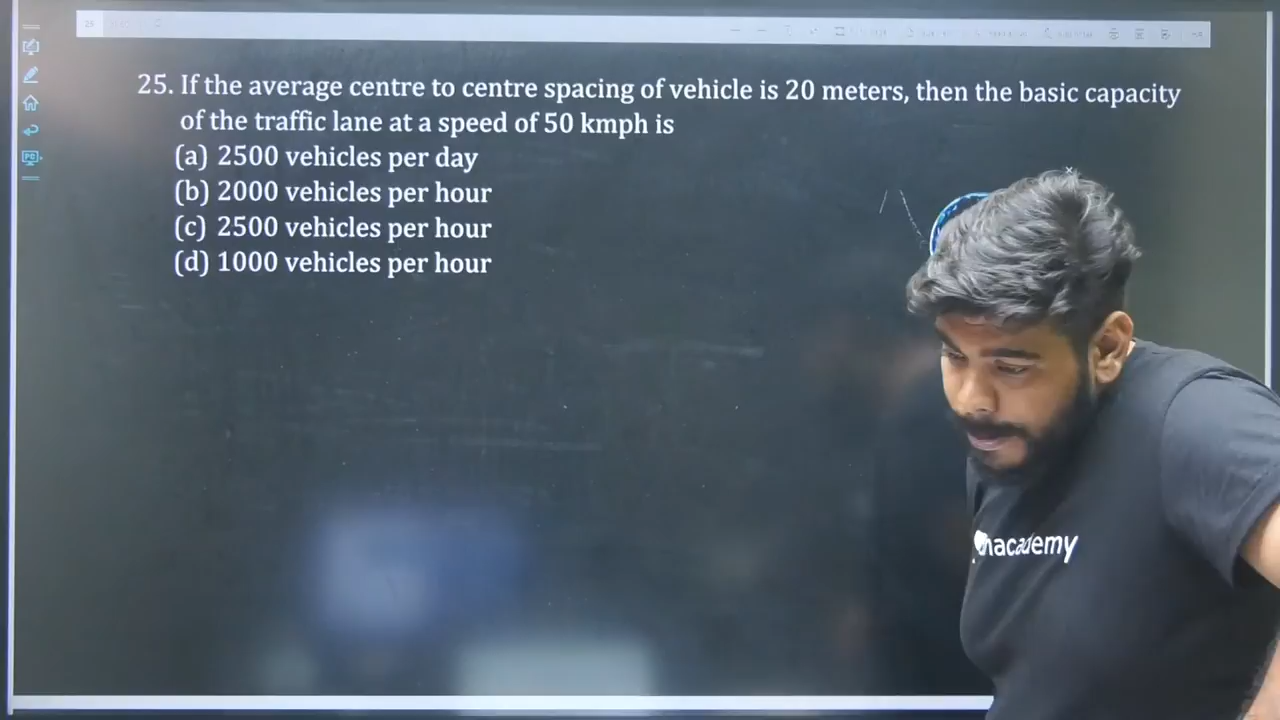 25. If the average centre to centre spacing of vehicle is 20 meters, then the basic capacity
of the traffic lane at a speed of 50 kmph is
(a) 2500 vehicles per day
(b) 2000 vehicles per hour
(c) 2500 vehicles per hour
(d) 1000 vehicles per hour